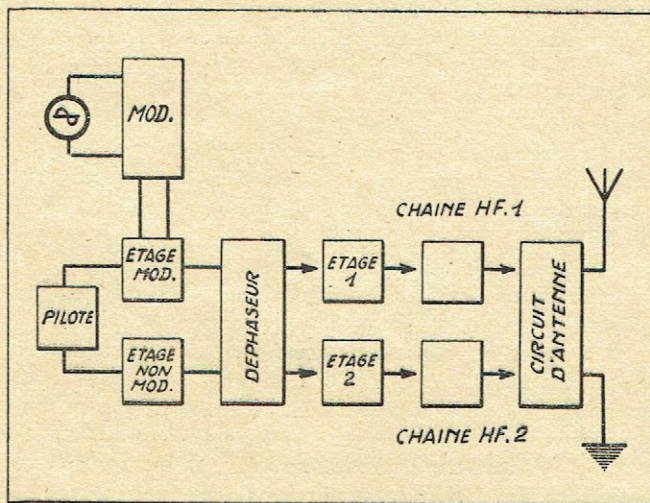 MOD.
CHAINE HF.1
ETAGE
MOD.
DEPHASEUR
ETAGE
1
CIRCUIT
D'ANTENNE
PILOTE
ETAGE
NON
MOD.
ETAGE
2
CHAINE HF.2